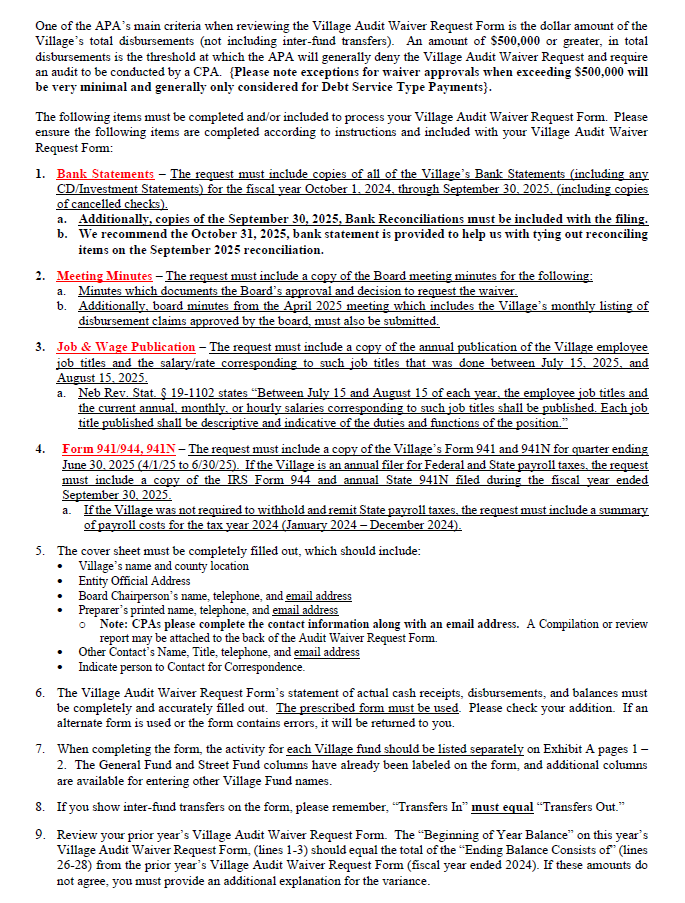 One of the APA's main criteria when reviewing the Village Audit Waiver Request Form is the dollar amount of the
Village's total disbursements (not including inter-fund transfers). An amount of $500,000 or greater, in total
disbursements is the threshold at which the APA will generally deny the Village Audit Waiver Request and require
an audit to be conducted by a CPA. {Please note exceptions for waiver approvals when exceeding $500,000 will
be very minimal and generally only considered for Debt Service Type Payments}.
The following items must be completed and/or included to process your Village Audit Waiver Request Form. Please
ensure the following items are completed according to instructions and included with your Village Audit Waiver
Request Form:
1. Bank Statements – The request must include copies of all of the Village's Bank Statements (including any
CD/Investment Statements) for the fiscal year October 1, 2024, through September 30, 2025, (including copies
of cancelled checks).
a. Additionally, copies of the September 30, 2025, Bank Reconciliations must be included with the filing.
b. We recommend the October 31, 2025, bank statement is provided to help us with tying out reconciling
items on the September 2025 reconciliation.
2. Meeting Minutes – The request must include a copy of the Board meeting minutes for the following:
a. Minutes which documents the Board's approval and decision to request the waiver.
b. Additionally, board minutes from the April 2025 meeting which includes the Village's monthly listing of
disbursement claims approved by the board, must also be submitted.
3. Job & Wage Publication – The request must include a copy of the annual publication of the Village employee
job titles and the salary/rate corresponding to such job titles that was done between July 15, 2025, and
August 15, 2025.
a. Neb Rev. Stat. § 19-1102 states “Between July 15 and August 15 of each year, the employee job titles and
the current annual, monthly, or hourly salaries corresponding to such job titles shall be published. Each job
title published shall be descriptive and indicative of the duties and functions of the position.”
4. Form 941/944, 941N – The request must include a copy of the Village's Form 941 and 941N for quarter ending
June 30, 2025 (4/1/25 to 6/30/25). If the Village is an annual filer for Federal and State payroll taxes, the request
must include a copy of the IRS Form 944 and annual State 941N filed during the fiscal year ended
September 30, 2025.
a. If the Village was not required to withhold and remit State payroll taxes, the request must include a summary
of payroll costs for the tax year 2024 (January 2024 – December 2024).
5. The cover sheet must be completely filled out, which should include:
• Village's name and county location
• Entity Official Address
• Board Chairperson's name, telephone, and email address
• Preparer's printed name, telephone, and email address
o Note: CPAs please complete the contact information along with an email address. A Compilation or review
report may be attached to the back of the Audit Waiver Request Form.
• Other Contact's Name, Title, telephone, and email address
• Indicate person to Contact for Correspondence.
6. The Village Audit Waiver Request Form's statement of actual cash receipts, disbursements, and balances must
be completely and accurately filled out. The prescribed form must be used. Please check your addition. If an
alternate form is used or the form contains errors, it will be returned to you.
7. When completing the form, the activity for each Village fund should be listed separately on Exhibit A pages 1 –
2. The General Fund and Street Fund columns have already been labeled on the form, and additional columns
are available for entering other Village Fund names.
8. If you show inter-fund transfers on the form, please remember, “Transfers In” must equal “Transfers Out.”
9. Review your prior year's Village Audit Waiver Request Form. The “Beginning of Year Balance” on this year's
Village Audit Waiver Request Form, (lines 1-3) should equal the total of the “Ending Balance Consists of” (lines
26-28) from the prior year's Village Audit Waiver Request Form (fiscal year ended 2024). If these amounts do
not agree, you must provide an additional explanation for the variance.